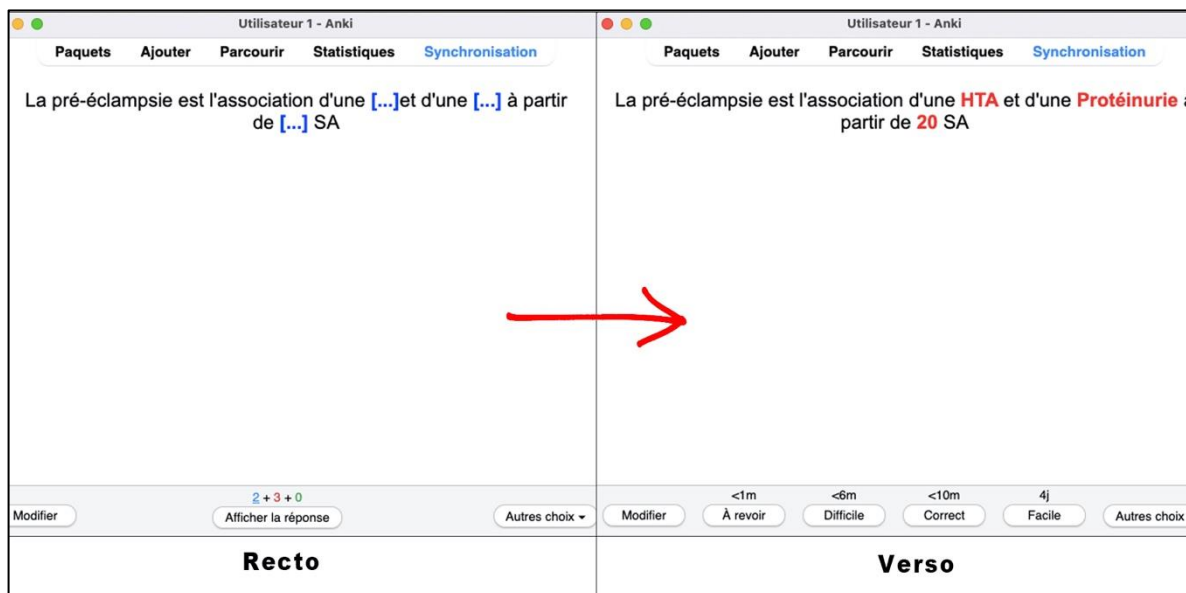 Utilisateur 1 - Anki
Paquets Ajouter Parcourir Statistiques Synchronisation
La pré-éclampsie est l'association d'une [...]et d'une [...] à partir
de [...] SA
2 + 3 + 0
Modifier Afficher la réponse Autres choix
Recto
Utilisateur 1 - Anki
Paquets Ajouter Parcourir Statistiques Synchronisation
La pré-éclampsie est l'association d'une HTA et d'une Protéinurie à
partir de 20 SA
<1m <6m <10m 4j
Modifier À revoir Difficile Correct Facile Autres choix
Verso